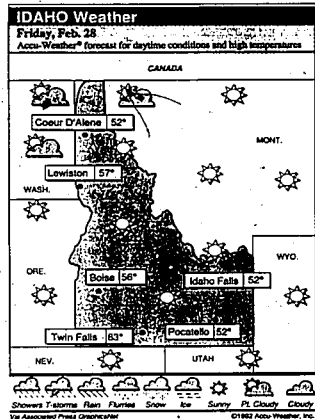 IDAHO Weather
Friday, Feb. 28
Accu-Weather® forecast for daytime conditions and high temperatures
CANADA
Coeur D'Alene 52°
MONT.
Lewiston 57°
WASH.
WYO.
ORE.
Boise 56°
Idaho Falls 52°
Twin Falls 63°
Pocatello 52°
NEV.
UTAH
Showers T-storms Rain Flurries Snow Ice Sunny Pt. Cloudy Cloudy
Via Associated Press GraphicsNet ©1992 Accu-Weather, Inc.